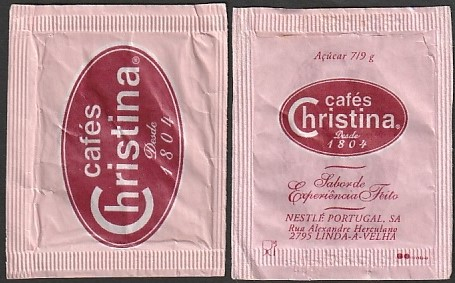 cafés
Christina®
Desde
1804
Açúcar 7/9 g
cafés
Christina®
Desde
1804
Sabor de
Experiência Feito
NESTLÉ PORTUGAL, SA
Rua Alexandre Herculano
2795 LINDA-A-VELHA